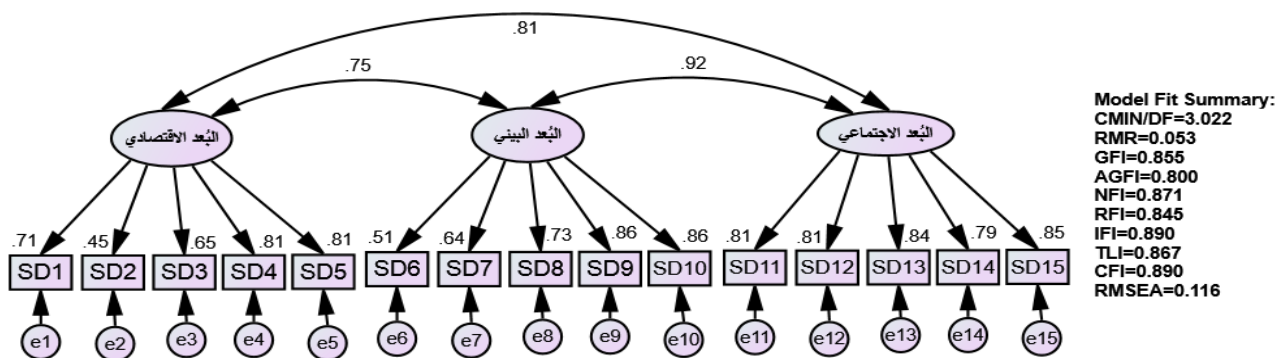 .81
.75
.92
البُعد الاقتصادي
البُعد البيئي
البُعد الاجتماعي
.71 .45 .65 .81 .81 .51 .64 .73 .86 .86 .81 .81 .84 .79 .85
SD1 SD2 SD3 SD4 SD5 SD6 SD7 SD8 SD9 SD10 SD11 SD12 SD13 SD14 SD15
e1 e2 e3 e4 e5 e6 e7 e8 e9 e10 e11 e12 e13 e14 e15
Model Fit Summary:
CMIN/DF=3.022
RMR=0.053
GFI=0.855
AGFI=0.800
NFI=0.871
RFI=0.845
IFI=0.890
TLI=0.867
CFI=0.890
RMSEA=0.116